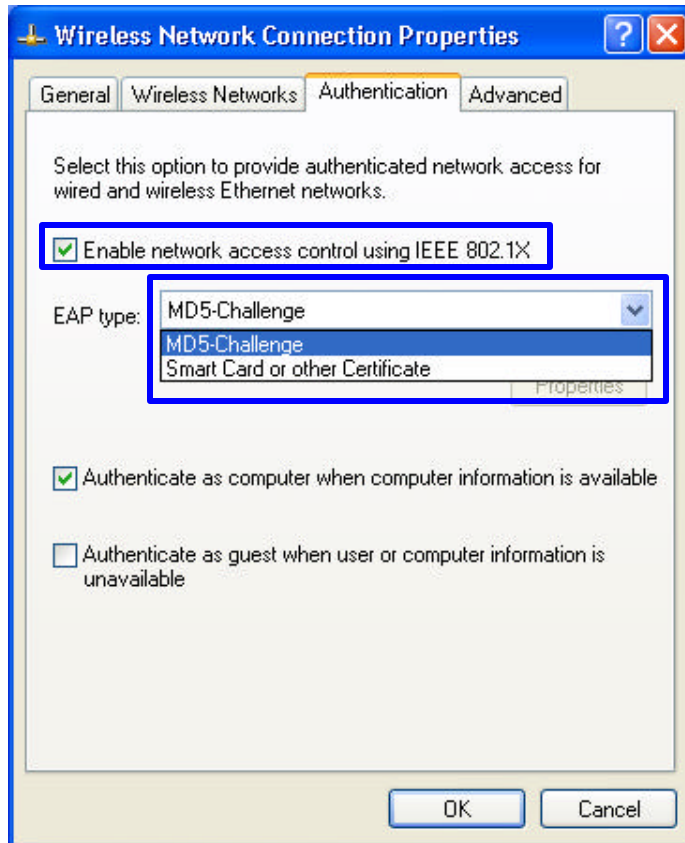 Wireless Network Connection Properties
General Wireless Networks Authentication Advanced
Select this option to provide authenticated network access for
wired and wireless Ethernet networks.
Enable network access control using IEEE 802.1X
EAP type: MD5-Challenge
MD5-Challenge
Smart Card or other Certificate
Properties
Authenticate as computer when computer information is available
Authenticate as guest when user or computer information is
unavailable
OK Cancel